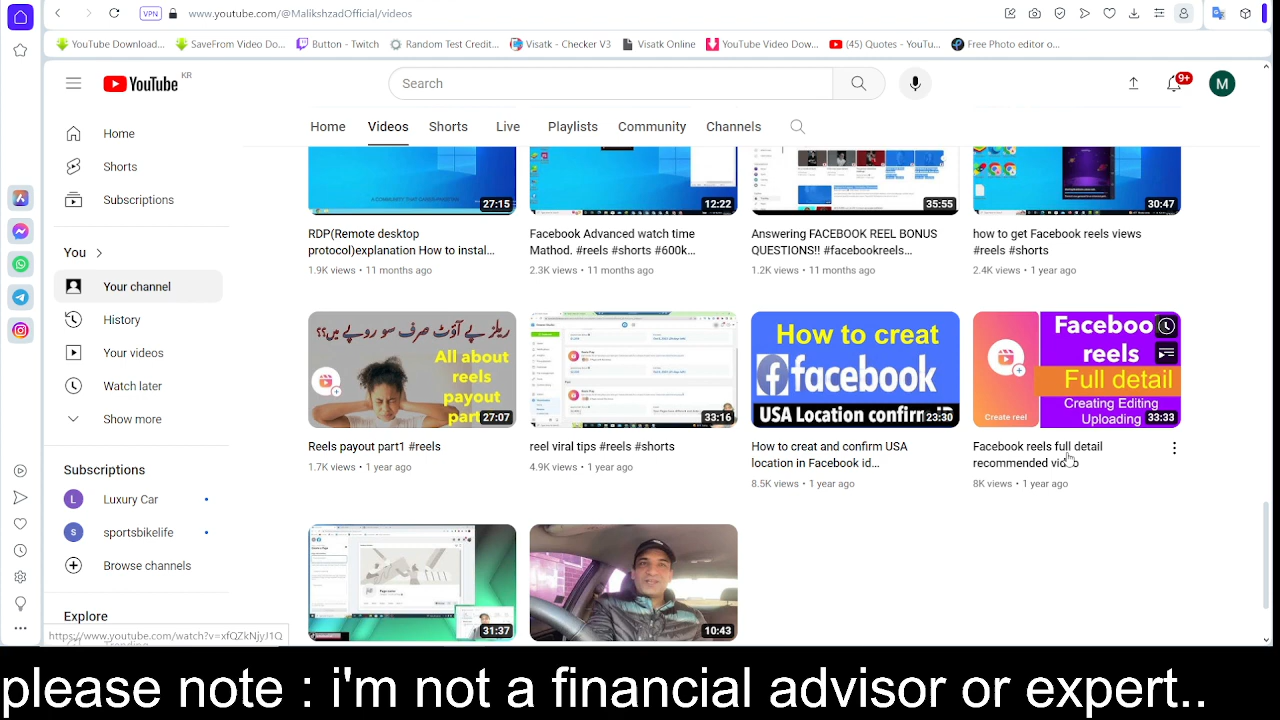 VPN
www.youtube.com/@MalikshzadOfficial/videos
YouTube Download...
SaveFrom Video Do...
Button - Twitch
Random Test Credit...
Visatk - Checker V3
Visatk Online
YouTube Video Dow...
(45) Quotes - YouTu...
Free Photo editor o...
YouTube KR
Search
9+
M
Home
Videos
Shorts
Live
Playlists
Community
Channels
Home
You
Your channel
History
Watch later
Subscriptions
L
Luxury Car
S
Browse channels
Explore
https://www.youtube.com/watch?v=xfQZkNjyJ1Q
27:15
12:22
35:55
30:47
RDP(Remote desktop
protocol)explanation How to instal...
1.9K views • 11 months ago
Facebook Advanced watch time
Mathod. #reels #shorts #600k...
2.3K views • 11 months ago
Answering FACEBOOK REEL BONUS
QUESTIONS!! #facebookreels...
1.2K views • 11 months ago
how to get Facebook reels views
#reels #shorts
2.4K views • 1 year ago
All about
reels
payout
27:07
Reels payout part1 #reels
1.7K views • 1 year ago
33:16
reel viral tips #reels #shorts
4.9K views • 1 year ago
How to creat
facebook
USA Location confirm
23:30
How to creat and confirm USA
location in Facebook id...
8.5K views • 1 year ago
Faceboo
reels
Full detail
Creating Editing
Uploading
Create reel
33:33
Facebook reels full detail
recommended video
8K views • 1 year ago
31:37
10:43
please note : i'm not a financial advisor or expert..